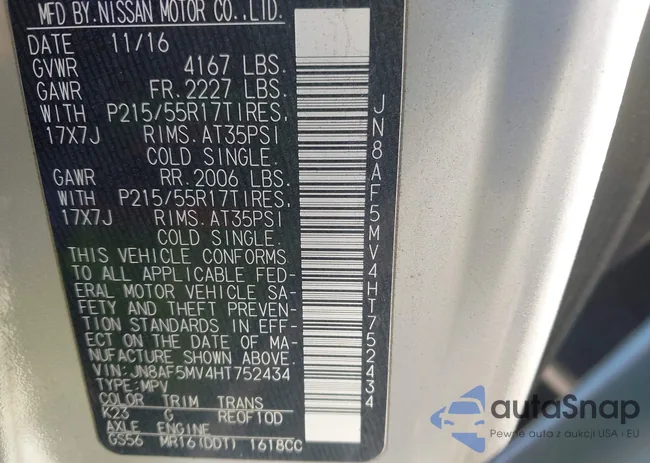 MFD BY.NISSAN MOTOR CO.,LTD.
DATE 11/16
GVWR 4167 LBS.
GAWR FR.2227 LBS.
WITH P215/55R17TIRES,
17X7J RIMS.AT35PSI
COLD SINGLE.
GAWR RR.2006 LBS.
WITH P215/55R17TIRES,
17X7J RIMS.AT35PSI
COLD SINGLE.
THIS VEHICLE CONFORMS
TO ALL APPLICABLE FED-
ERAL MOTOR VEHICLE SA-
FETY AND THEFT PREVEN-
TION STANDARDS IN EFF-
ECT ON THE DATE OF MA-
NUFACTURE SHOWN ABOVE.
VIN:JN8AF5MV4HT752434
TYPE:MPV
COLOR TRIM TRANS
K23 G RE0F10D
AXLE ENGINE
GS56 MR16(DDT) 1618CC
JN8AF5MV4HT752434
autoSnap
Pewne auta z aukcji USA